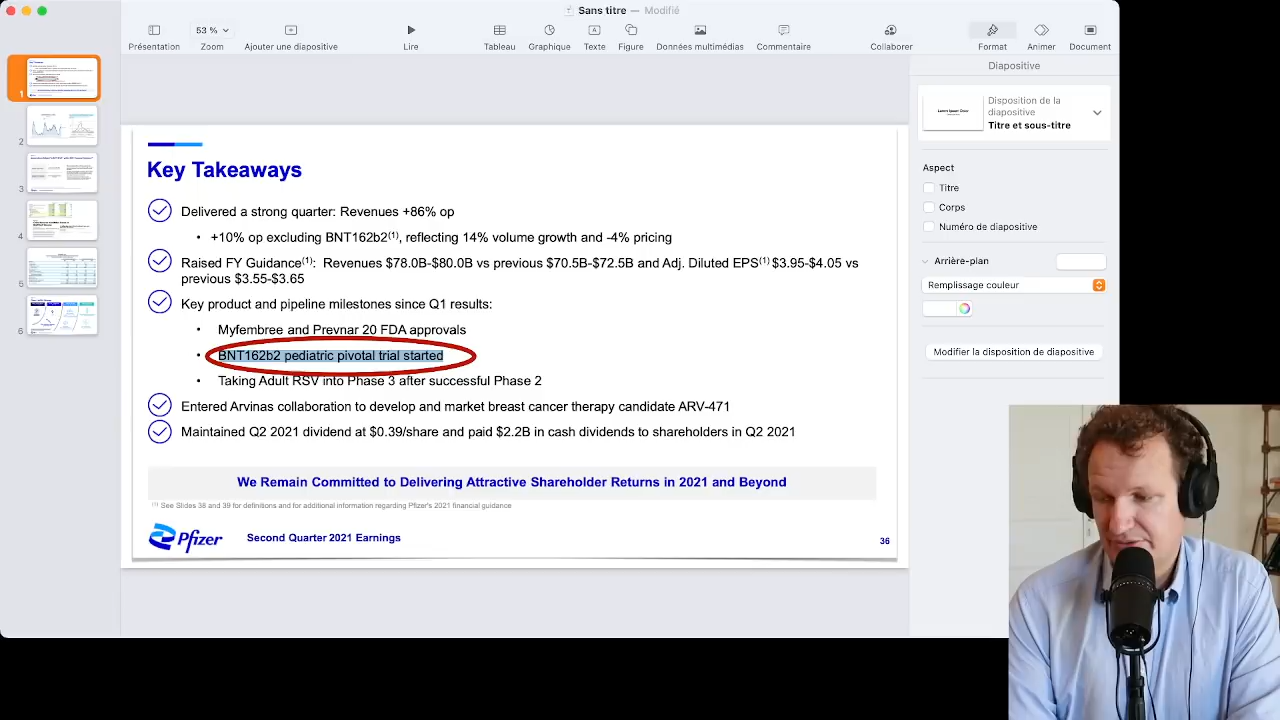 Sans titre — Modifié
53 %
Présentation
Zoom
Ajouter une diapositive
Lire
Tableau
Graphique
Texte
Figure
Données multimédias
Commentaire
Collaborer
Format
Animer
Document
Diapositive
Disposition de la
diapositive
Titre et sous-titre
Aspect
Titre
Corps
Numéro de diapositive
Arrière-plan
Remplissage couleur
Modifier la disposition de diapositive
1
2
3
4
5
6
Key Takeaways
Delivered a strong quarter: Revenues +86% op
+10% op excluding BNT162b2(1), reflecting 14% volume growth and -4% pricing
Raised FY Guidance(1): Revenues $78.0B-$80.0B vs previous $70.5B-$72.5B and Adj. Diluted EPS $3.95-$4.05 vs
previous $3.55-$3.65
Key product and pipeline milestones since Q1 results:
• Myfembree and Prevnar 20 FDA approvals
• BNT162b2 pediatric pivotal trial started
• Taking Adult RSV into Phase 3 after successful Phase 2
Entered Arvinas collaboration to develop and market breast cancer therapy candidate ARV-471
Maintained Q2 2021 dividend at $0.39/share and paid $2.2B in cash dividends to shareholders in Q2 2021
We Remain Committed to Delivering Attractive Shareholder Returns in 2021 and Beyond
(1) See Slides 38 and 39 for definitions and for additional information regarding Pfizer's 2021 financial guidance
Pfizer
Second Quarter 2021 Earnings
36